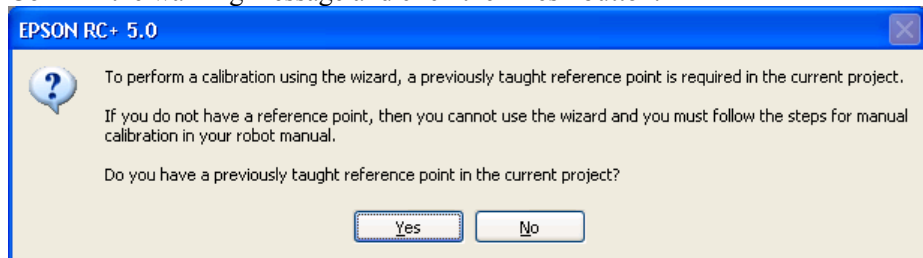 EPSON RC+ 5.0
To perform a calibration using the wizard, a previously taught reference point is required in the current project.
If you do not have a reference point, then you cannot use the wizard and you must follow the steps for manual
calibration in your robot manual.
Do you have a previously taught reference point in the current project?
Yes
No